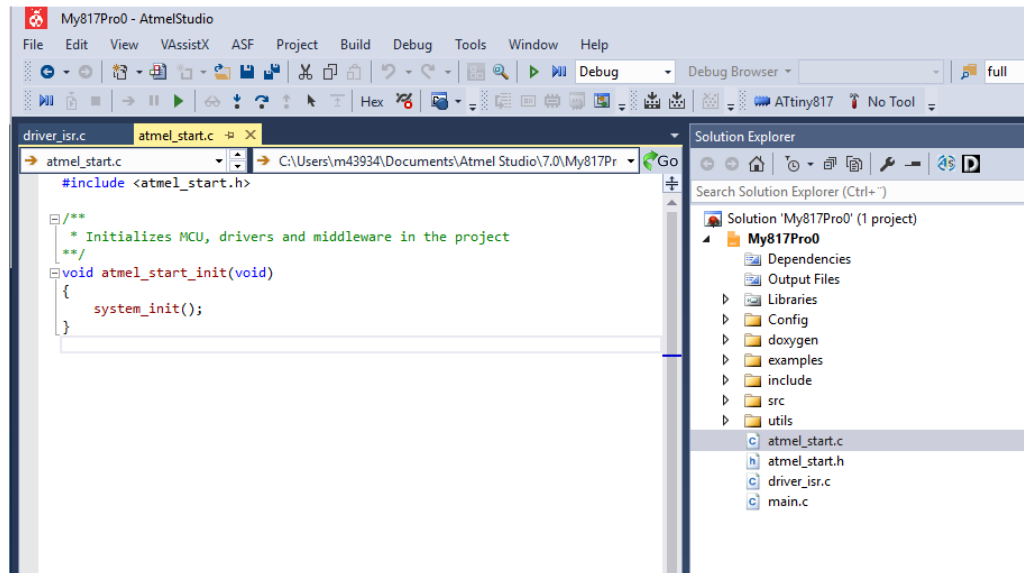 My817Pro0 - AtmelStudio
File Edit View VAssistX ASF Project Build Debug Tools Window Help
Debug Debug Browser full
Hex ATtiny817 No Tool
driver_isr.c atmel_start.c
atmel_start.c C:\Users\m43934\Documents\Atmel Studio\7.0\My817Pr Go
#include <atmel_start.h>
/**
* Initializes MCU, drivers and middleware in the project
**/
void atmel_start_init(void)
{
system_init();
}
Solution Explorer
D
Search Solution Explorer (Ctrl+¨)
Solution 'My817Pro0' (1 project)
My817Pro0
Dependencies
Output Files
Libraries
Config
doxygen
examples
include
src
utils
c atmel_start.c
h atmel_start.h
c driver_isr.c
c main.c